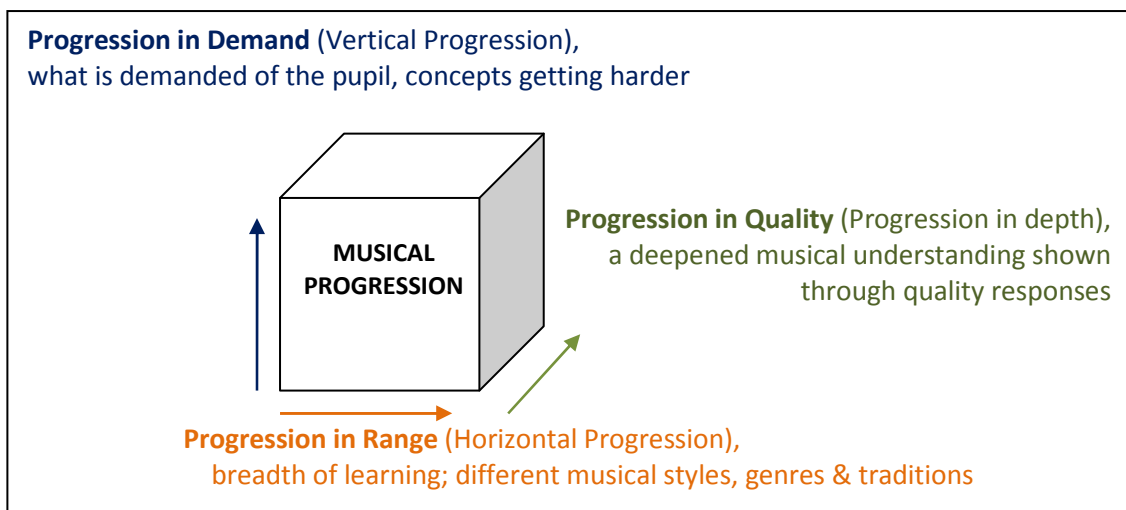 Progression in Demand (Vertical Progression),
what is demanded of the pupil, concepts getting harder
MUSICAL
PROGRESSION
Progression in Quality (Progression in depth),
a deepened musical understanding shown
through quality responses
Progression in Range (Horizontal Progression),
breadth of learning; different musical styles, genres & traditions